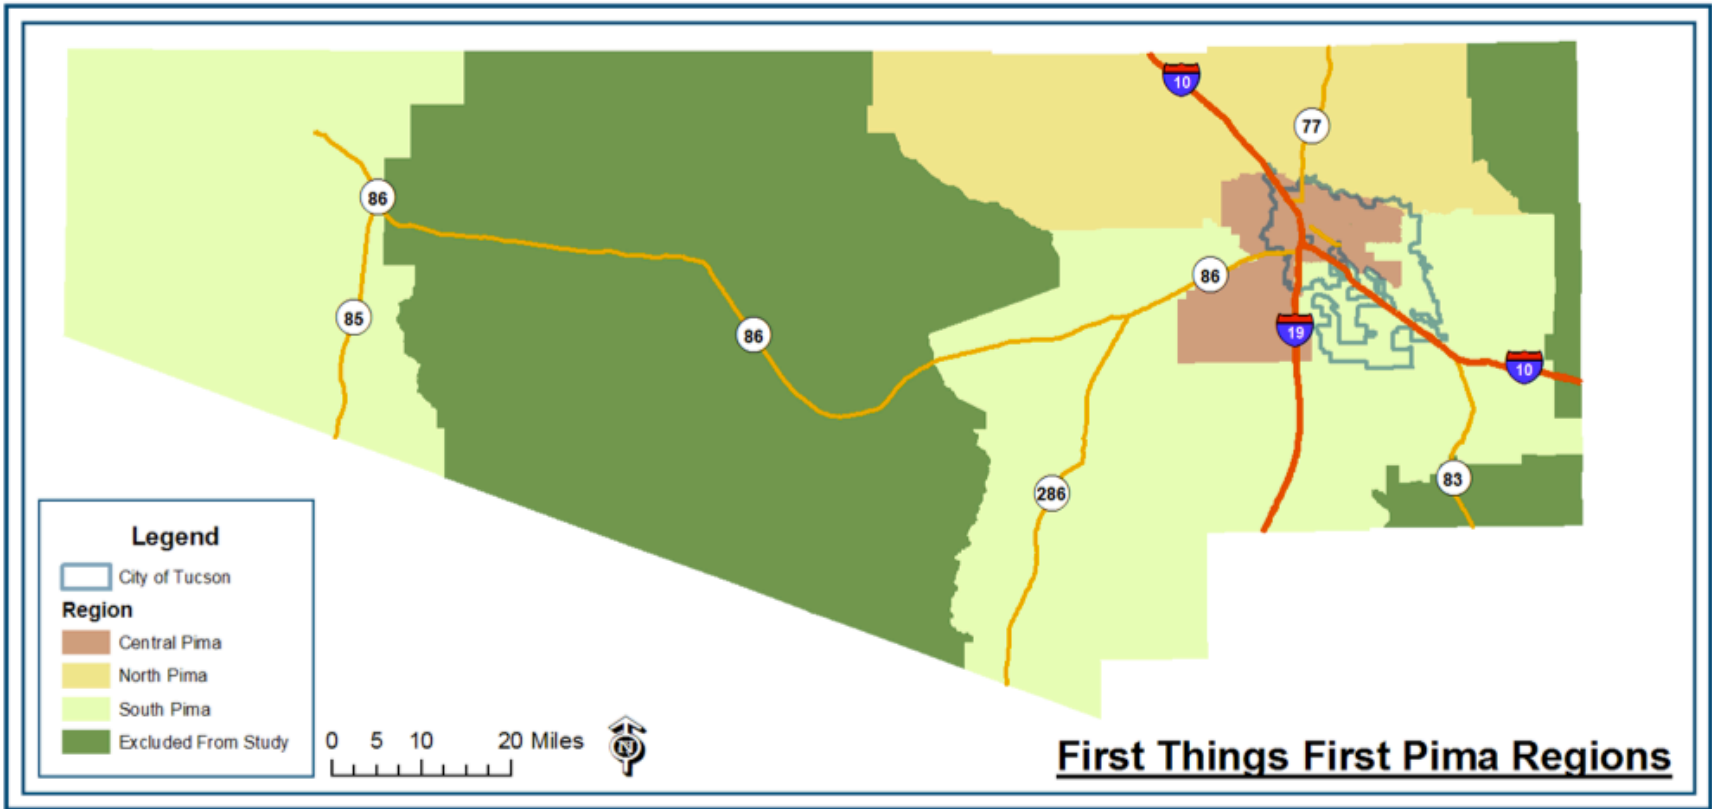 10
77
86
86
85
86
19
10
286
83
Legend
City of Tucson
Region
Central Pima
North Pima
South Pima
Excluded From Study
0 5 10 20 Miles
N
First Things First Pima Regions